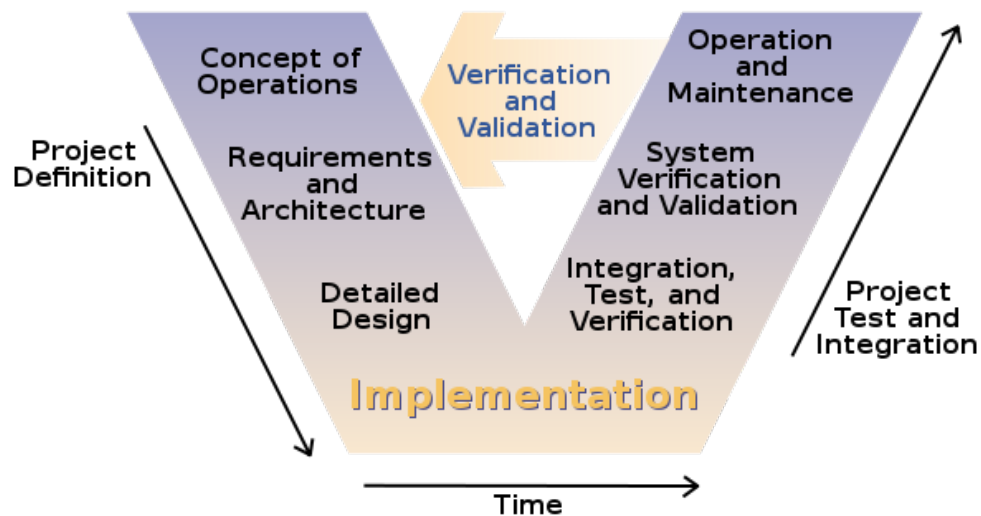 Concept of
Operations
Verification
and
Validation
Operation
and
Maintenance
Project
Definition
Requirements
and
Architecture
System
Verification
and Validation
Detailed
Design
Integration,
Test, and
Verification
Project
Test and
Integration
Implementation
Time